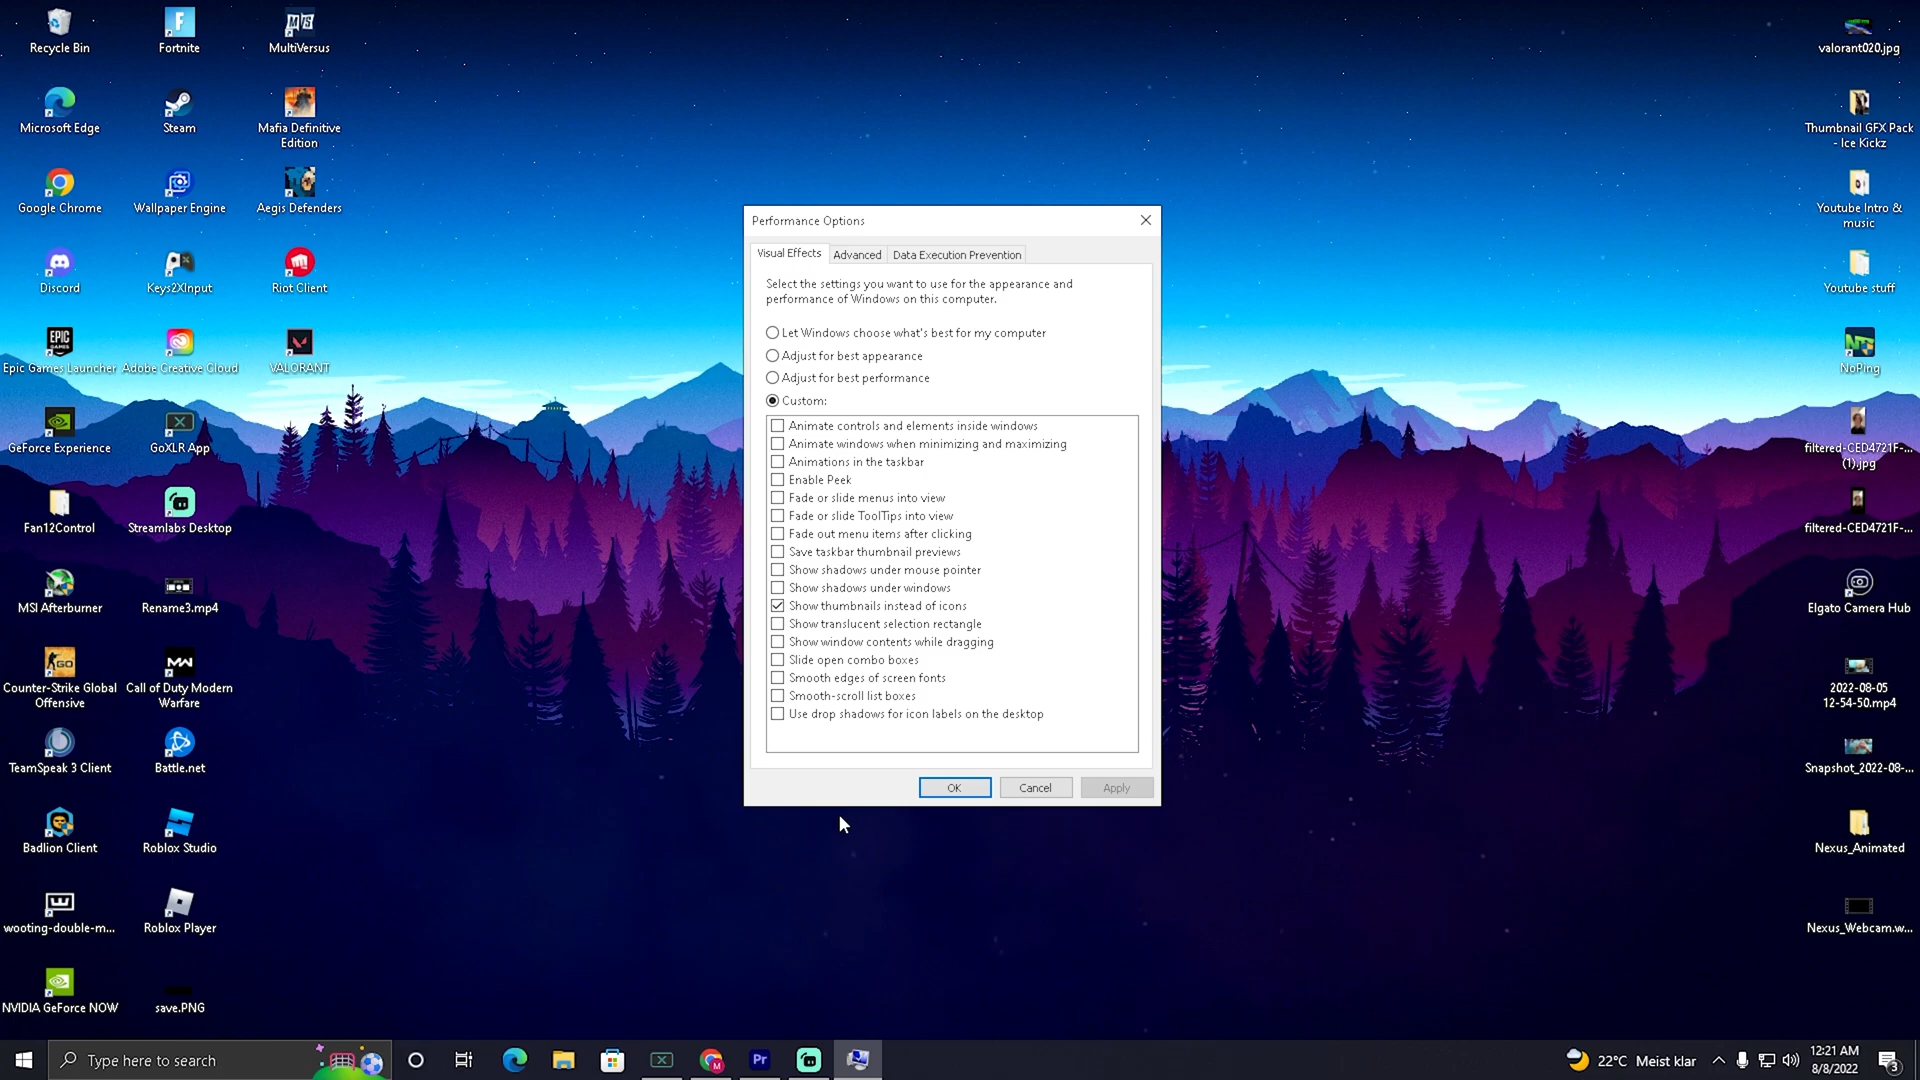 Recycle Bin
Fortnite
MultiVersus
Microsoft Edge
Steam
Mafia Definitive
Edition
Google Chrome
Wallpaper Engine
Aegis Defenders
Discord
Keys2XInput
Riot Client
Epic Games Launcher
Adobe Creative Cloud
VALORANT
GeForce Experience
GoXLR App
Fan12Control
Streamlabs Desktop
MSI Afterburner
Rename3.mp4
Counter-Strike Global
Offensive
Call of Duty Modern
Warfare
TeamSpeak 3 Client
Battle.net
Badlion Client
Roblox Studio
wooting-double-m...
Roblox Player
NVIDIA GeForce NOW
save.PNG
Performance Options
Visual Effects
Advanced
Data Execution Prevention
Select the settings you want to use for the appearance and
performance of Windows on this computer.
Let Windows choose what's best for my computer
Adjust for best appearance
Adjust for best performance
Custom:
Animate controls and elements inside windows
Animate windows when minimizing and maximizing
Animations in the taskbar
Enable Peek
Fade or slide menus into view
Fade or slide ToolTips into view
Fade out menu items after clicking
Save taskbar thumbnail previews
Show shadows under mouse pointer
Show shadows under windows
Show thumbnails instead of icons
Show translucent selection rectangle
Show window contents while dragging
Slide open combo boxes
Smooth edges of screen fonts
Smooth-scroll list boxes
Use drop shadows for icon labels on the desktop
OK
Cancel
Apply
valorant020.jpg
Thumbnail GFX Pack
- Ice Kickz
Youtube Intro &
music
Youtube stuff
NoPing
filtered-CED4721F-...
(1).jpg
filtered-CED4721F-...
Elgato Camera Hub
2022-08-05
12-54-50.mp4
Snapshot_2022-08-...
Nexus_Animated
Nexus_Webcam.w...
Type here to search
Pr
22°C Meist klar
12:21 AM
8/8/2022
3